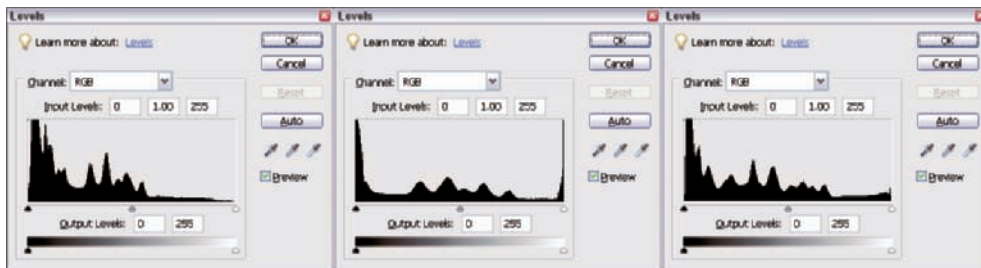 Levels
Learn more about: Levels
OK
Cancel
Channel: RGB
Reset
Input Levels: 0 1.00 255
Auto
Preview
Output Levels: 0 255
Levels
Learn more about: Levels
OK
Cancel
Channel: RGB
Reset
Input Levels: 0 1.00 255
Auto
Preview
Output Levels: 0 255
Levels
Learn more about: Levels
OK
Cancel
Channel: RGB
Reset
Input Levels: 0 1.00 255
Auto
Preview
Output Levels: 0 255